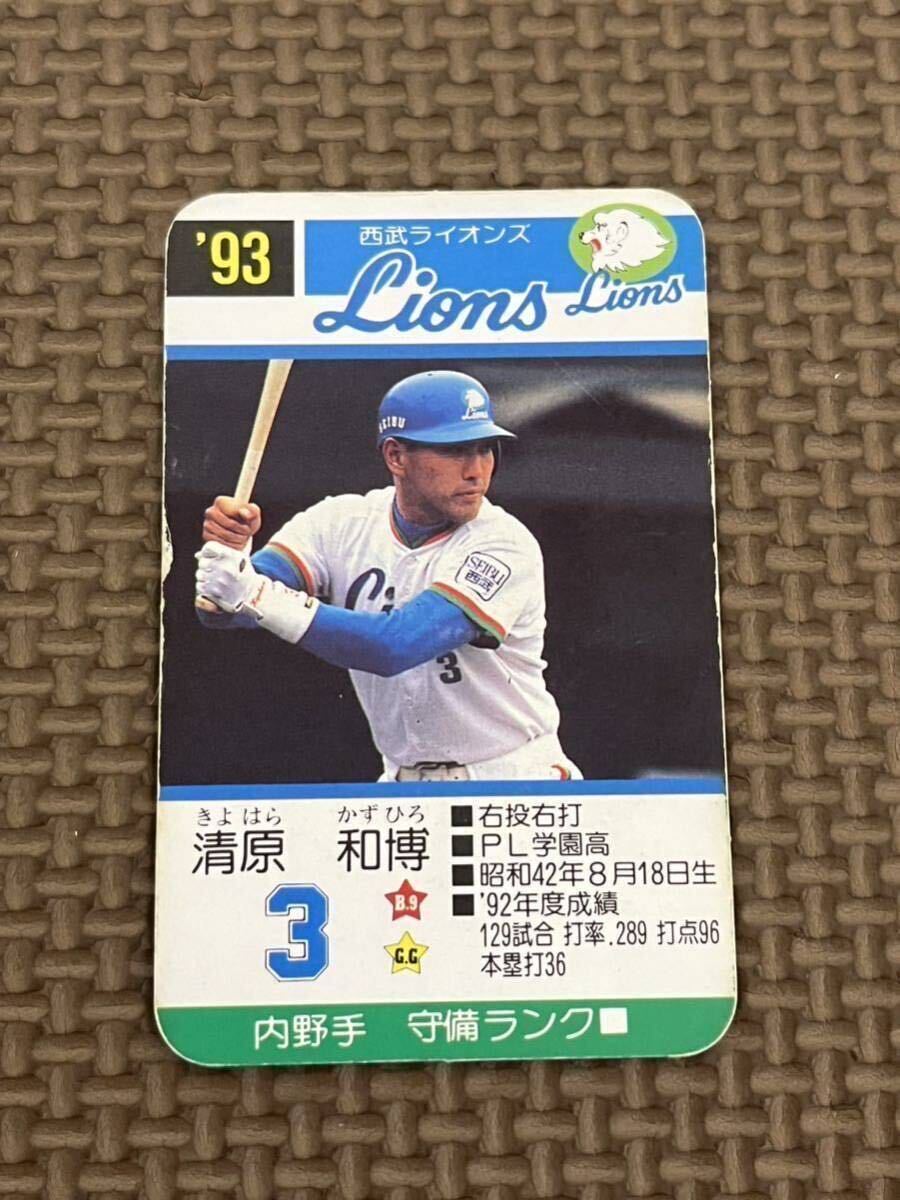 '93
西武ライオンズ
Lions
Lions
Lions
SEIBU
西武
3
きよ はら かず ひろ
清原 和博
3
B.9
G.G
■右投右打
■PL学園高
■昭和42年8月18日生
■'92年度成績
129試合 打率.289 打点96
本塁打36
内野手 守備ランク■